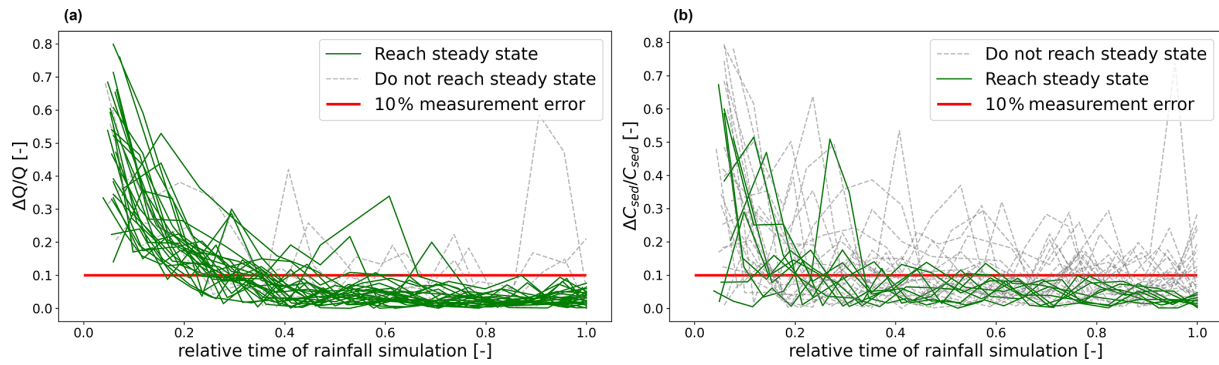 (a)
0.8
0.7
0.6
0.5
0.4
0.3
0.2
0.1
0.0
ΔQ/Q [-]
Reach steady state
Do not reach steady state
10% measurement error
0.0 0.2 0.4 0.6 0.8 1.0
relative time of rainfall simulation [-]
(b)
0.8
0.7
0.6
0.5
0.4
0.3
0.2
0.1
0.0
ΔC_sed/C_sed [-]
Do not reach steady state
Reach steady state
10% measurement error
0.0 0.2 0.4 0.6 0.8 1.0
relative time of rainfall simulation [-]